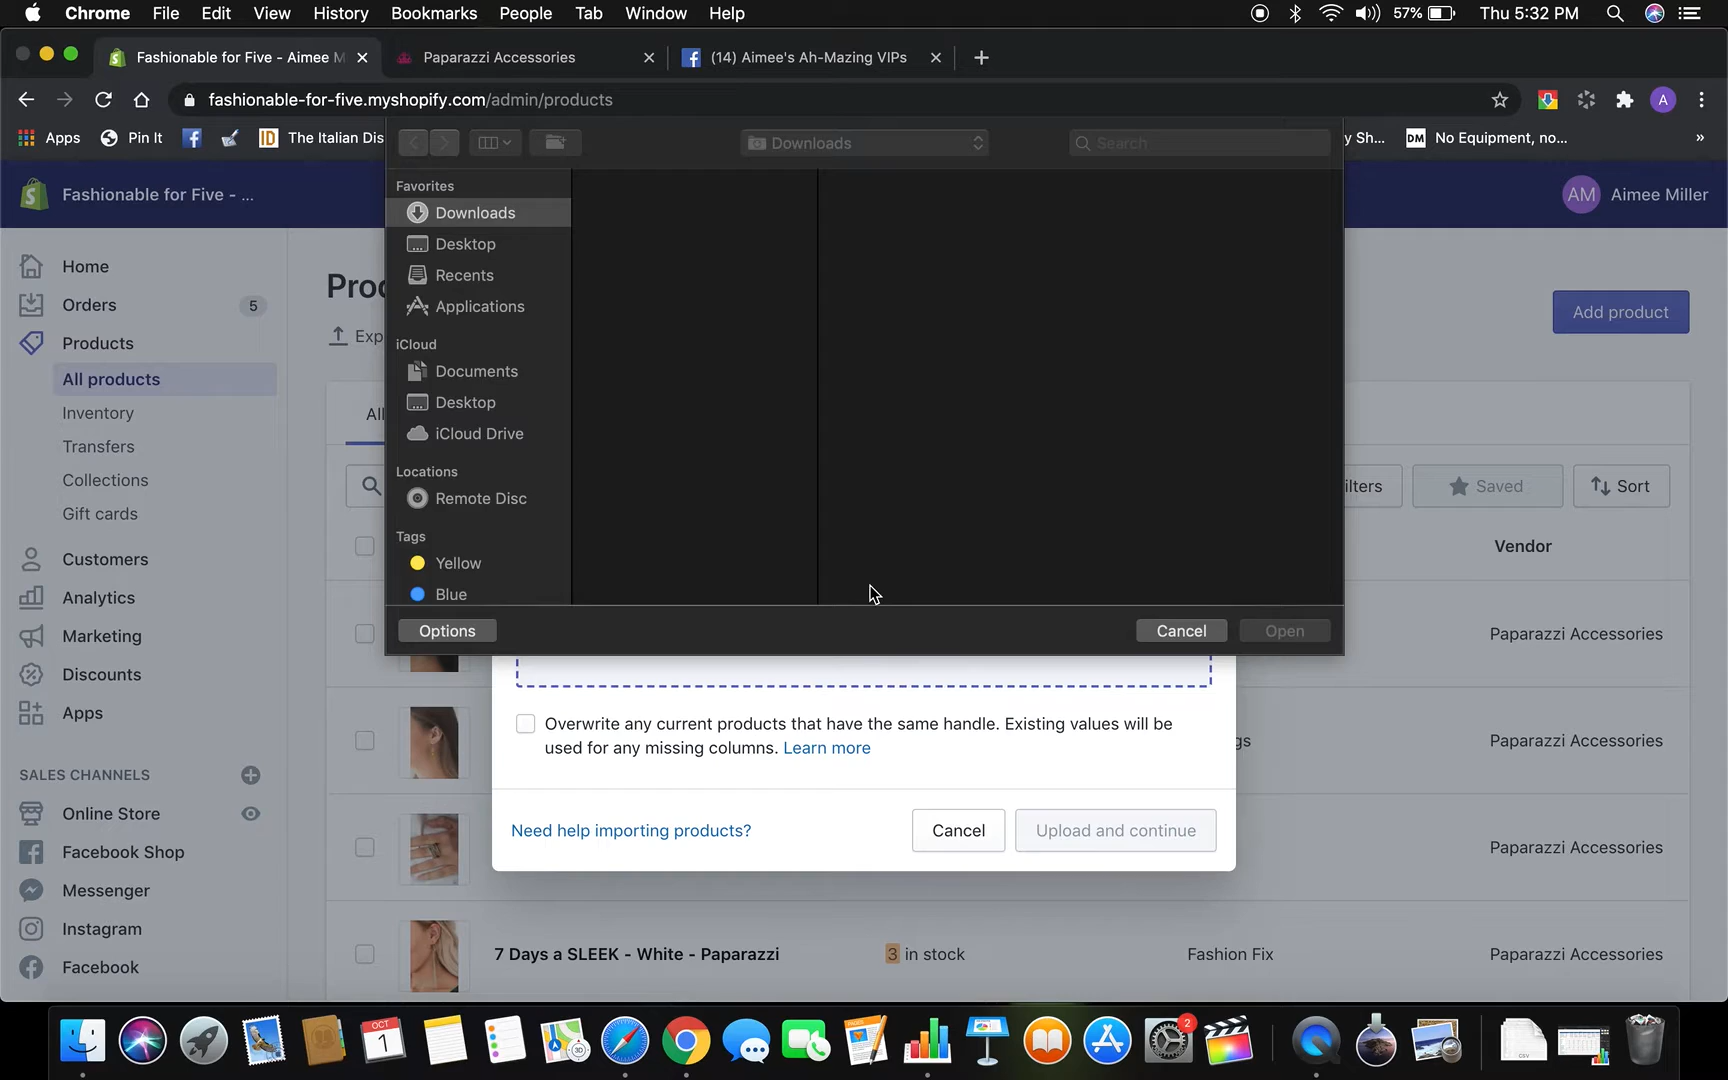 Chrome File Edit View History Bookmarks People Tab Window Help 57% Thu 5:32 PM
Fashionable for Five - Aimee M Paparazzi Accessories (14) Aimee's Ah-Mazing VIPs
fashionable-for-five.myshopify.com/admin/products A
Apps Pin It ID The Italian Dis y Sh... DM No Equipment, no... »
Downloads Search
Fashionable for Five - ... AM Aimee Miller
Favorites
Downloads
Desktop
Recents
Applications
iCloud
Documents
Desktop
iCloud Drive
Locations
Remote Disc
Tags
Yellow
Blue
Options Cancel Open
Home
Orders 5
Products
All products
Inventory
Transfers
Collections
Gift cards
Customers
Analytics
Marketing
Discounts
Apps
SALES CHANNELS
Online Store
Facebook Shop
Messenger
Instagram
Facebook
Prod
Exp
Add product
All
ilters Saved Sort
Vendor
Paparazzi Accessories
gs Paparazzi Accessories
Paparazzi Accessories
Overwrite any current products that have the same handle. Existing values will be
used for any missing columns. Learn more
Need help importing products? Cancel Upload and continue
7 Days a SLEEK - White - Paparazzi 3 in stock Fashion Fix Paparazzi Accessories
OCT
1
PAGES
3D
2
CSV